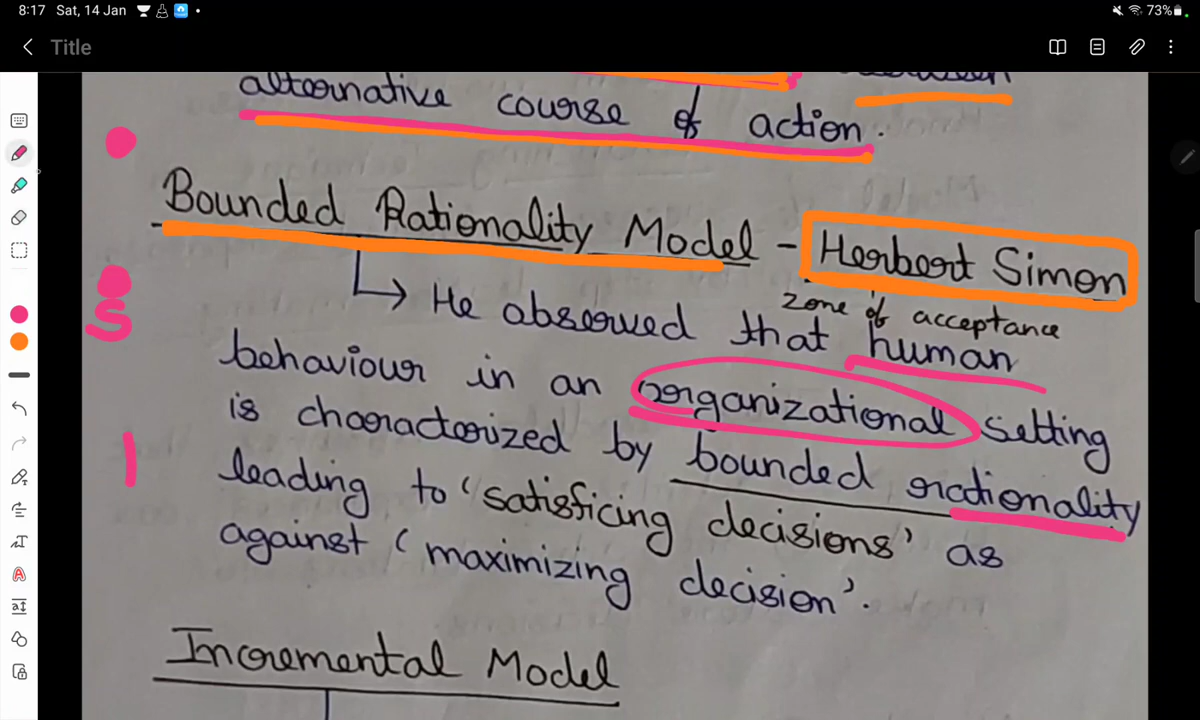 8:17 Sat, 14 Jan
73%
Title
alternative course of action.
Bounded Rationality Model - Herbert Simon
zone of acceptance
He observed that human
behaviour in an organizational setting
is characterized by bounded rationality
leading to 'satisficing decisions' as
against 'maximizing decision'.
S
Incremental Model